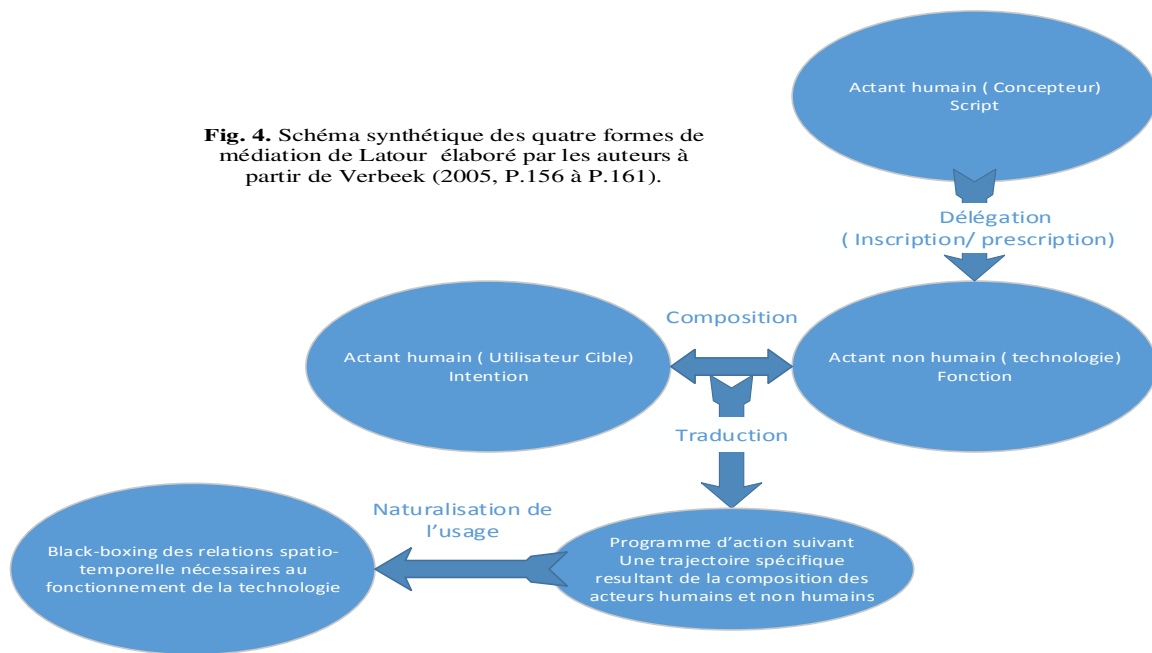 Actant humain ( Concepteur)
Script
Fig. 4. Schéma synthétique des quatre formes de
médiation de Latour élaboré par les auteurs à
partir de Verbeek (2005, P.156 à P.161).
Délégation
( Inscription/ prescription)
Composition
Actant humain ( Utilisateur Cible)
Intention
Actant non humain ( technologie)
Fonction
Traduction
Naturalisation de
l'usage
Programme d'action suivant
Une trajectoire spécifique
resultant de la composition des
acteurs humains et non humains
Black-boxing des relations spatio-
temporelle nécessaires au
fonctionnement de la technologie